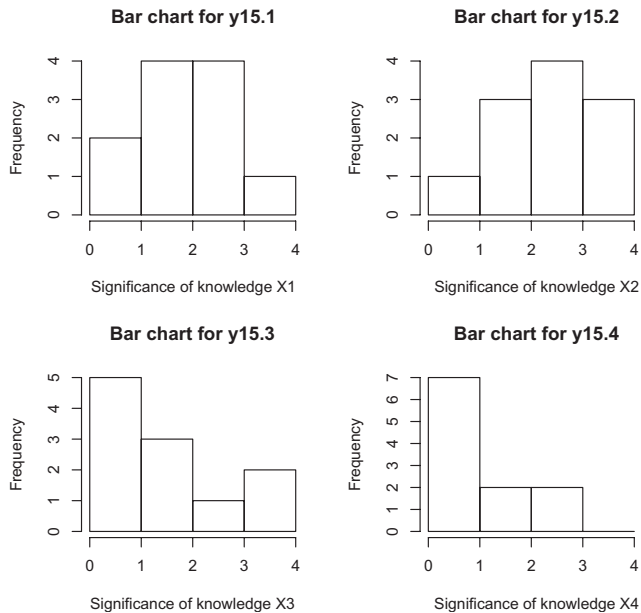 Bar chart for y15.1
Frequency
4
3
2
1
0
0 1 2 3 4
Significance of knowledge X1
Bar chart for y15.2
Frequency
4
3
2
1
0
0 1 2 3 4
Significance of knowledge X2
Bar chart for y15.3
Frequency
5
4
3
2
1
0
0 1 2 3 4
Significance of knowledge X3
Bar chart for y15.4
Frequency
7
6
5
4
3
2
1
0
0 1 2 3 4
Significance of knowledge X4